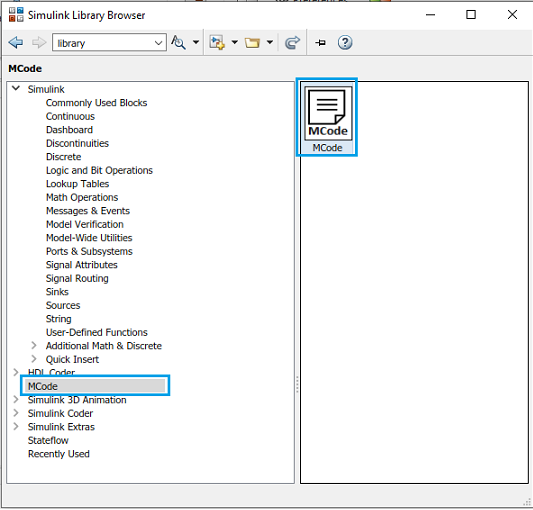 Simulink Library Browser
library
MCode
Simulink
Commonly Used Blocks
Continuous
Dashboard
Discontinuities
Discrete
Logic and Bit Operations
Lookup Tables
Math Operations
Messages & Events
Model Verification
Model-Wide Utilities
Ports & Subsystems
Signal Attributes
Signal Routing
Sinks
Sources
String
User-Defined Functions
Additional Math & Discrete
Quick Insert
HDL Coder
MCode
Simulink 3D Animation
Simulink Coder
Simulink Extras
Stateflow
Recently Used
MCode
MCode